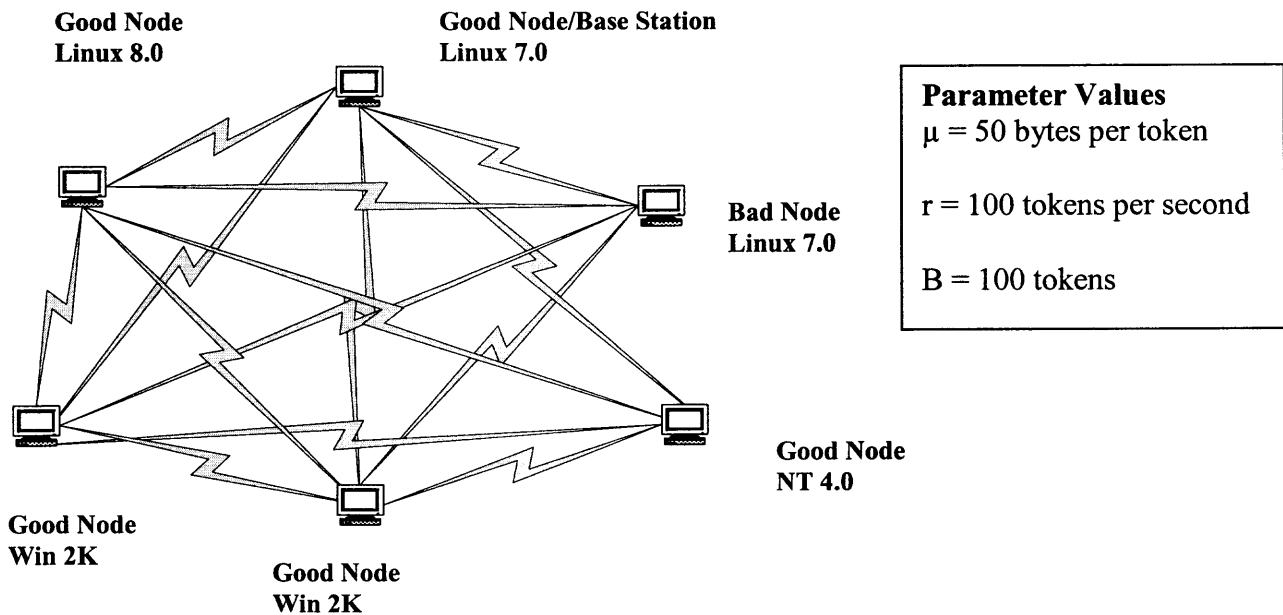 Good Node
Linux 8.0
Good Node/Base Station
Linux 7.0
Parameter Values
μ = 50 bytes per token
r = 100 tokens per second
B = 100 tokens
Bad Node
Linux 7.0
Good Node
NT 4.0
Good Node
Win 2K
Good Node
Win 2K